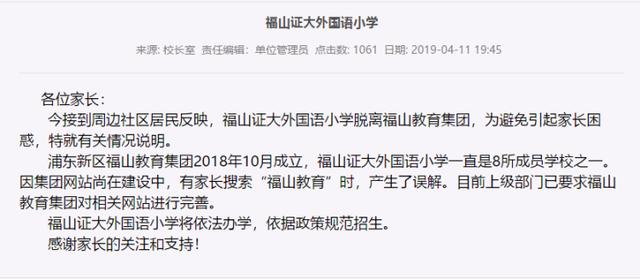 福山证大外国语小学
来源: 校长室 责任编辑: 单位管理员 点击数: 1061 日期: 2019-04-11 19:45
各位家长：
今接到周边社区居民反映，福山证大外国语小学脱离福山教育集团，为避免引起家长困
惑，特就有关情况说明。
浦东新区福山教育集团2018年10月成立，福山证大外国语小学一直是8所成员学校之一。
因集团网站尚在建设中，有家长搜索“福山教育”时，产生了误解。目前上级部门已要求福山
教育集团对相关网站进行完善。
福山证大外国语小学将依法办学，依据政策规范招生。
感谢家长的关注和支持！